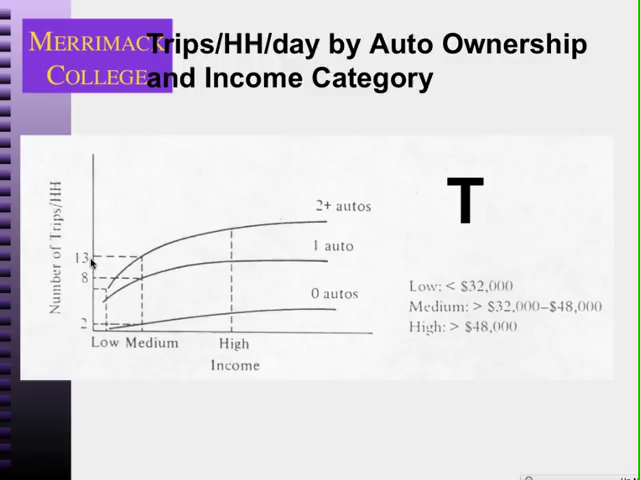 MERRIMACK
COLLEGE
Trips/HH/day by Auto Ownership
and Income Category
T
2+ autos
1 auto
0 autos
Number of Trips/HH
13
8
2
Low Medium High
Income
Low: < $32,000
Medium: > $32,000–$48,000
High: > $48,000